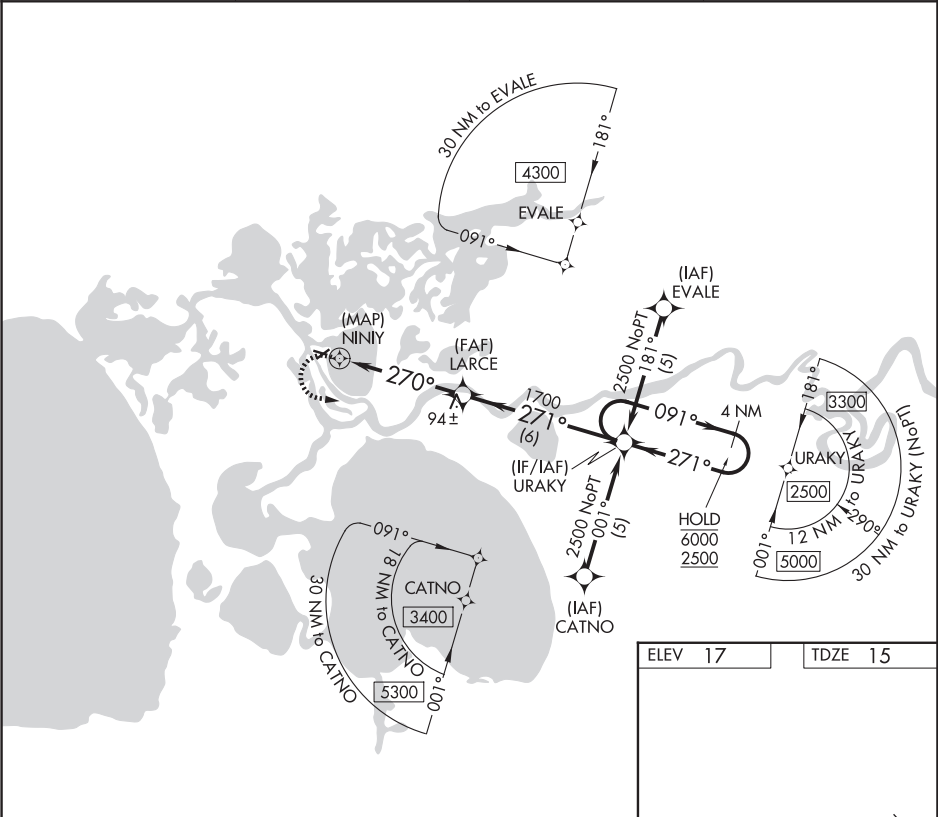 30 NM to EVALE
181°
4300
EVALE
091°
(IAF)
EVALE
2500 NoPT
181°
(5)
(MAP)
NINIY
270°
(FAF)
LARCE
94±
1700
271°
(6)
091°
4 NM
271°
(IF/IAF)
URAKY
HOLD
6000
2500
2500 NoPT
001°
(5)
(IAF)
CATNO
181°
3300
URAKY
2500
12 NM to URAKY
290°
001°
5000
30 NM to URAKY (NoPT)
091°
18 NM to CATNO
30 NM to CATNO
CATNO
3400
5300
001°
ELEV 17
TDZE 15